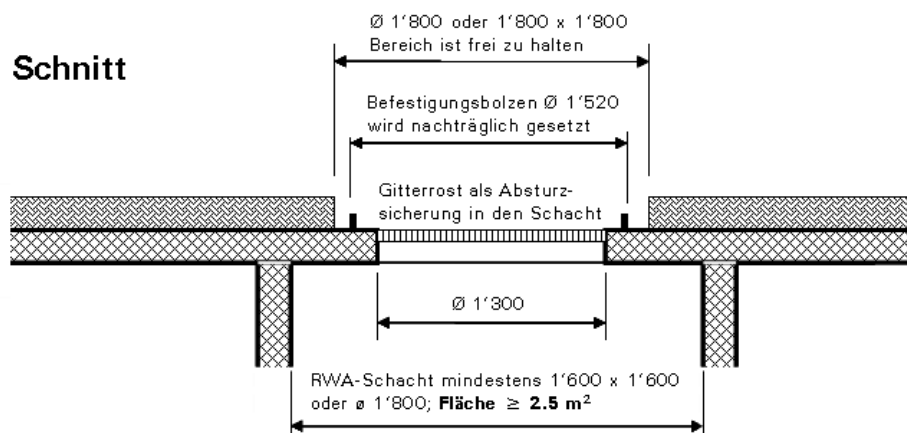 Ø 1'800 oder 1'800 x 1'800
Bereich ist frei zu halten
Schnitt
Befestigungsbolzen Ø 1'520
wird nachträglich gesetzt
Gitterrost als Absturz-
sicherung in den Schacht
Ø 1'300
RWA-Schacht mindestens 1'600 x 1'600
oder ø 1'800; Fläche ≥ 2.5 m²